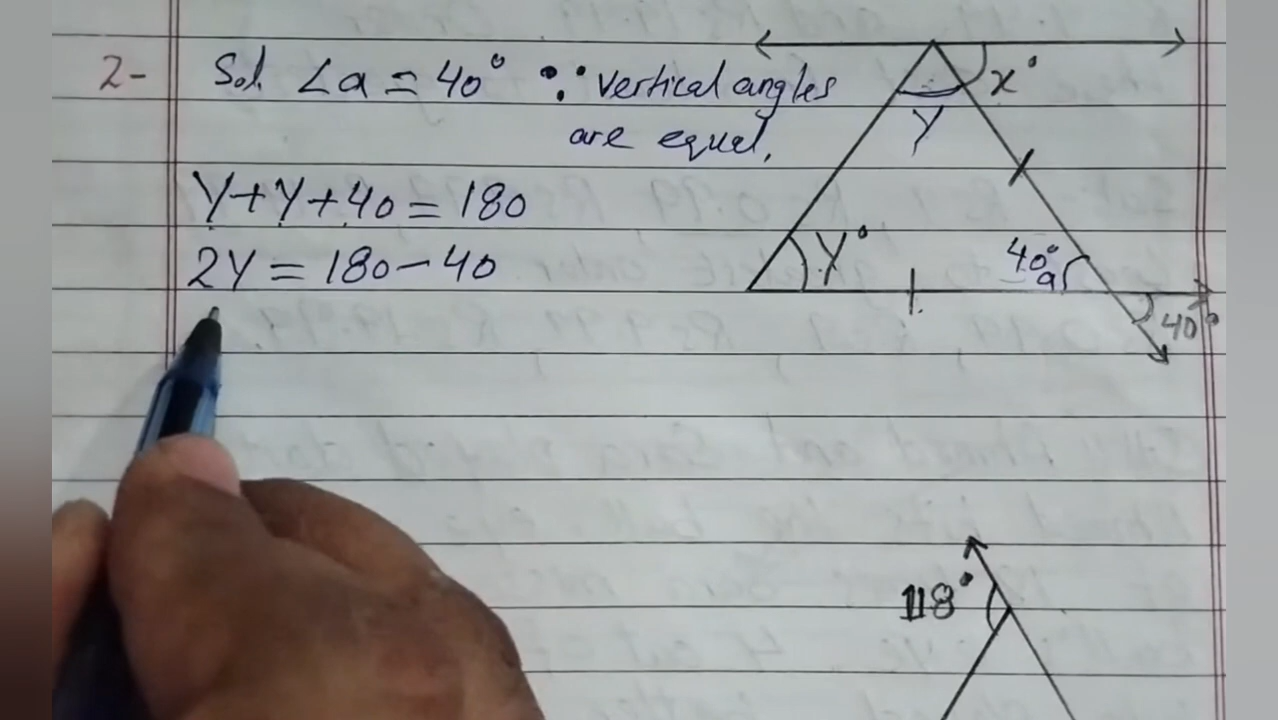 2- Sol. ∠a = 40° ∵ vertical angles
are equal.
Y + Y + 40 = 180
2Y = 180 - 40
x°
Y
Y°
40°
a
40°
118°